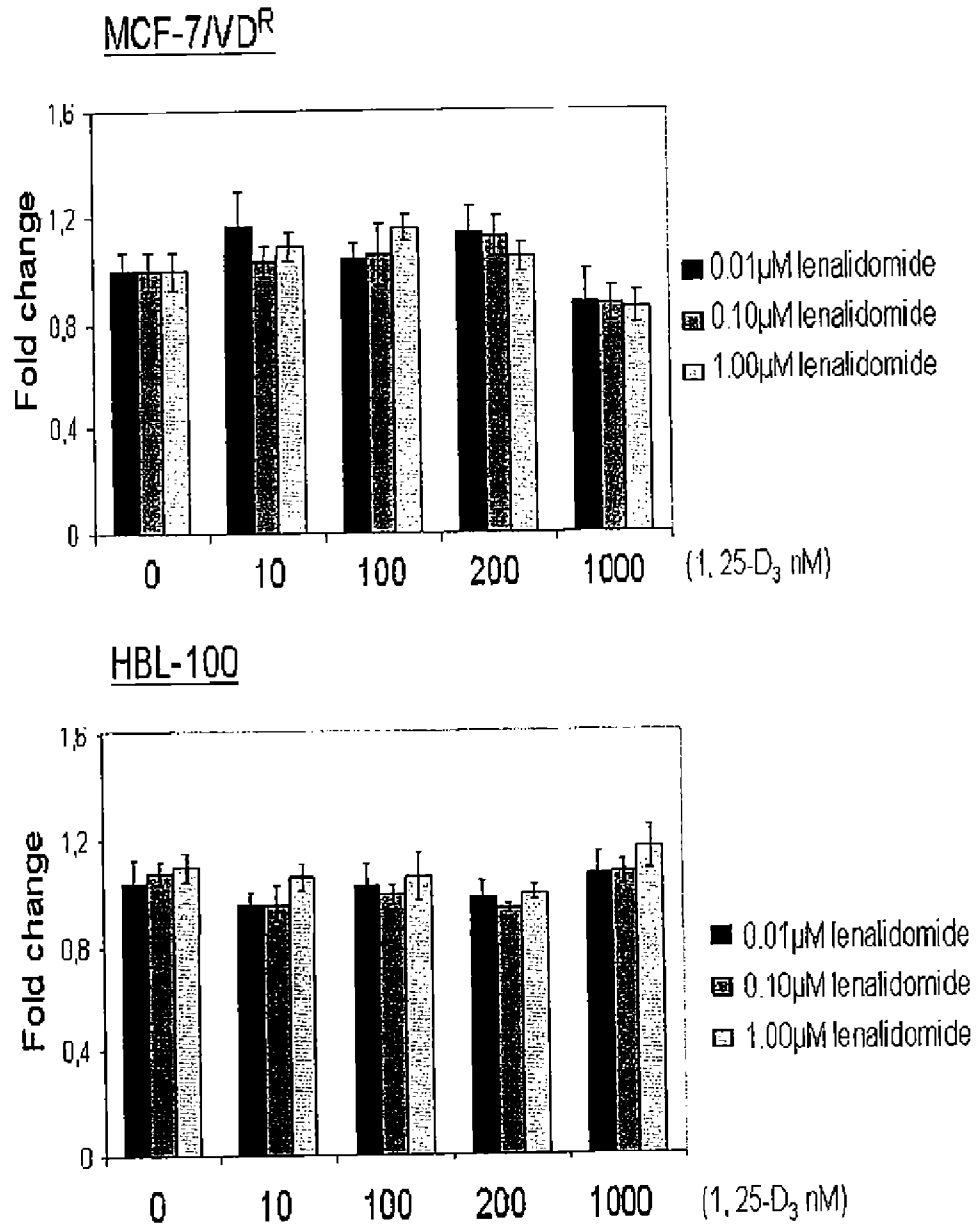 MCF-7/VDᴿ
1,6
1,2
0,8
0,4
0
Fold change
0 10 100 200 1000 (1, 25-D₃ nM)
0.01µM lenalidomide
0.10µM lenalidomide
1.00µM lenalidomide
HBL-100
1,6
1,2
0,8
0,4
0
Fold change
0 10 100 200 1000 (1, 25-D₃ nM)
0.01µM lenalidomide
0.10µM lenalidomide
1.00µM lenalidomide